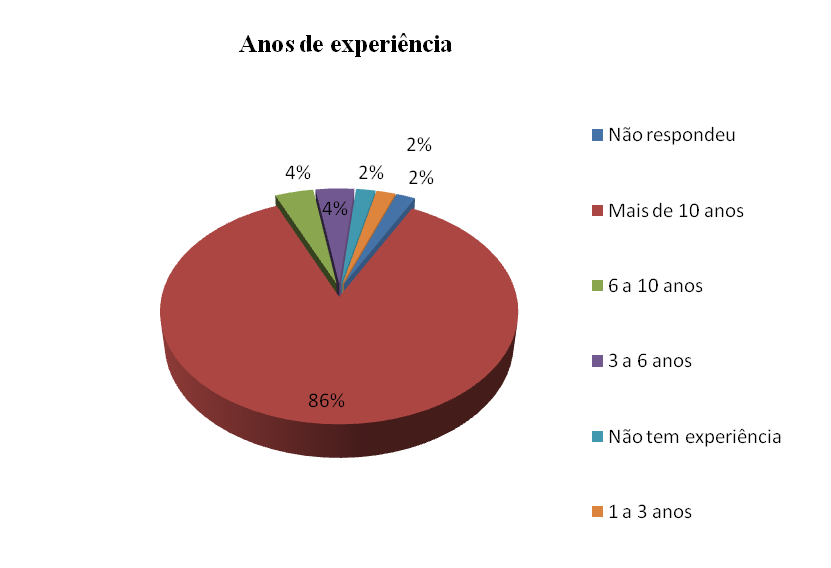 Anos de experiência
2%
4%
2%
2%
4%
86%
Não respondeu
Mais de 10 anos
6 a 10 anos
3 a 6 anos
Não tem experiência
1 a 3 anos